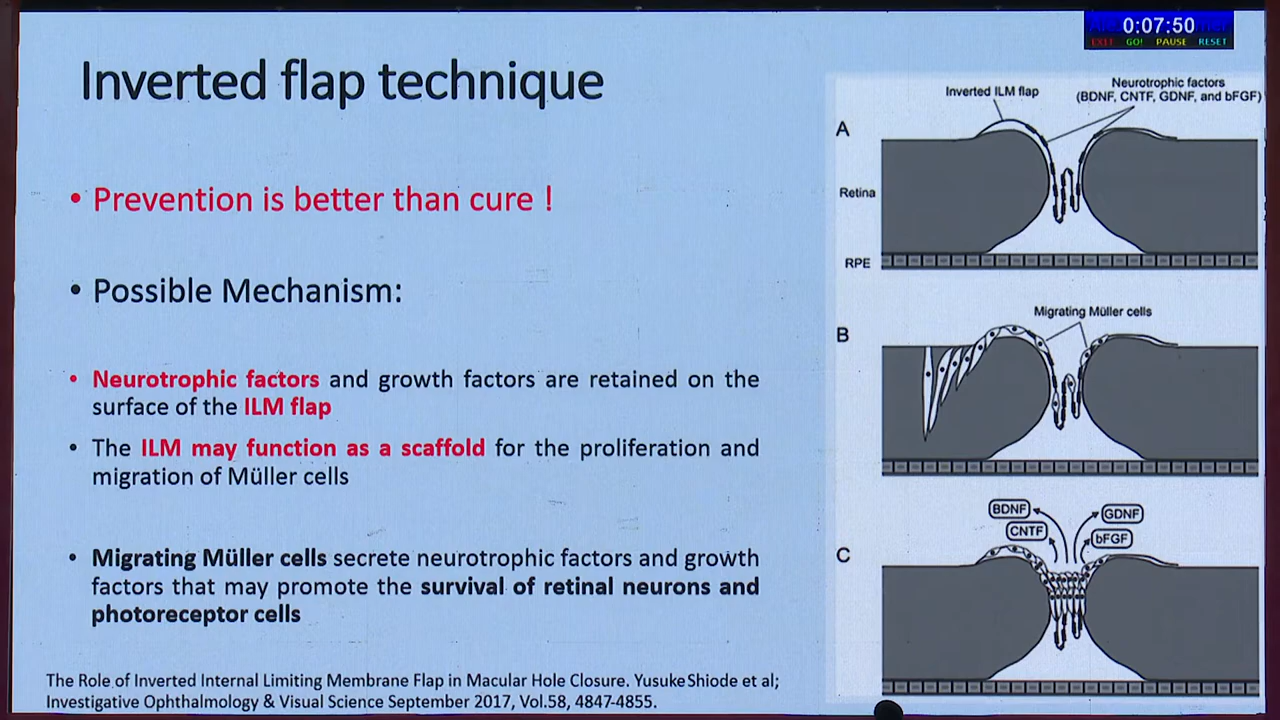 0:07:50
EXIT GO! PAUSE RESET
Inverted flap technique
• Prevention is better than cure !
• Possible Mechanism:
• Neurotrophic factors and growth factors are retained on the
surface of the ILM flap
• The ILM may function as a scaffold for the proliferation and
migration of Müller cells
• Migrating Müller cells secrete neurotrophic factors and growth
factors that may promote the survival of retinal neurons and
photoreceptor cells
The Role of Inverted Internal Limiting Membrane Flap in Macular Hole Closure. Yusuke Shiode et al;
Investigative Ophthalmology & Visual Science September 2017, Vol.58, 4847-4855.
Neurotrophic factors
Inverted ILM flap
(BDNF, CNTF, GDNF, and bFGF)
A
Retina
RPE
Migrating Müller cells
B
BDNF
GDNF
CNTF
bFGF
C